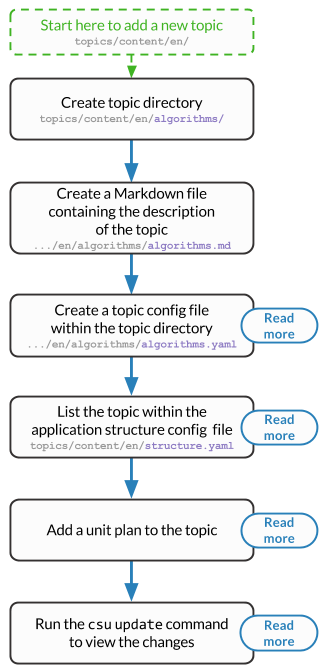 Start here to add a new topic
topics/content/en/
Create topic directory
topics/content/en/algorithms/
Create a Markdown file
containing the description
of the topic
.../en/algorithms/algorithms.md
Create a topic config file
within the topic directory
.../en/algorithms/algorithms.yaml
Read
more
List the topic within the
application structure config file
topics/content/en/structure.yaml
Read
more
Add a unit plan to the topic
Read
more
Run the csu update command
to view the changes
Read
more